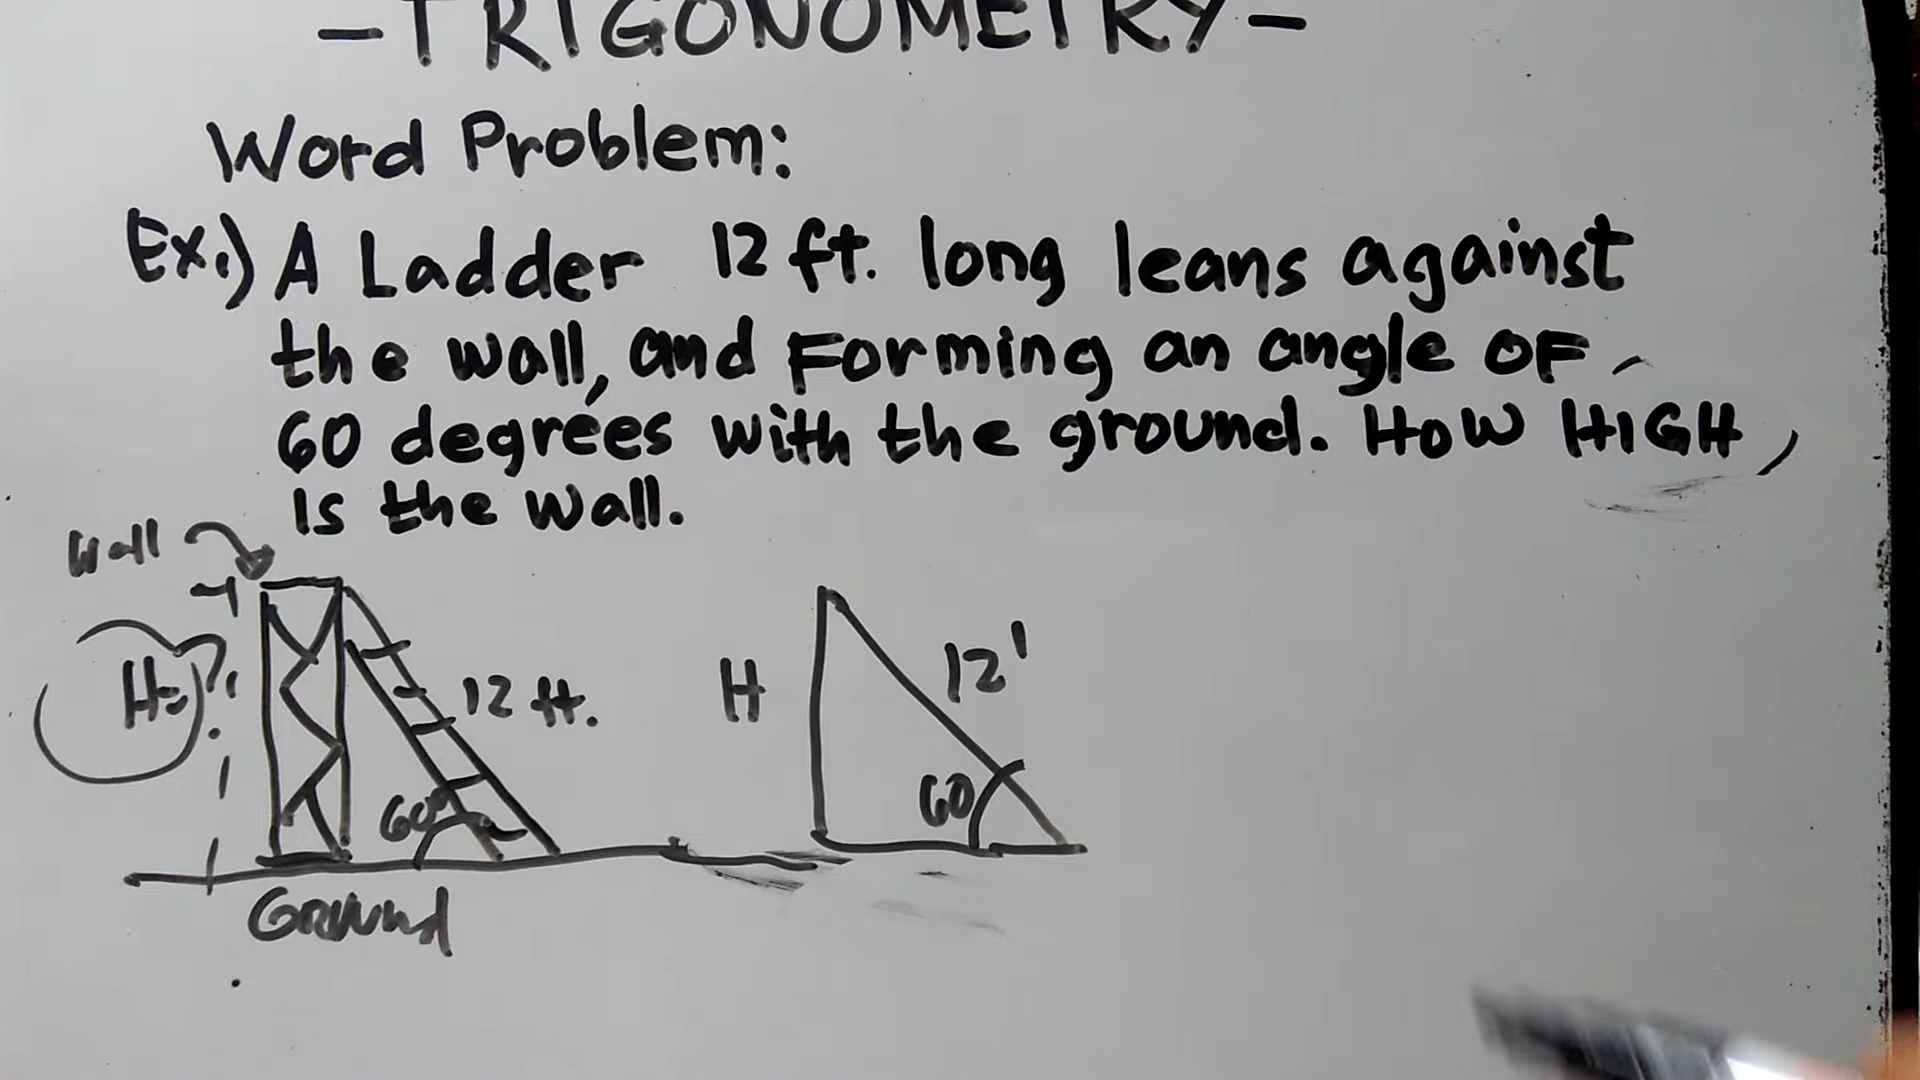 -TRIGONOMETRY-
Word Problem:
Ex.) A Ladder 12 ft. long leans against
the wall, and Forming an angle OF
60 degrees with the ground. HOW HIGH,
Is the wall.
Wall
H=?
12 ft.
60°
Ground
H
12'
60